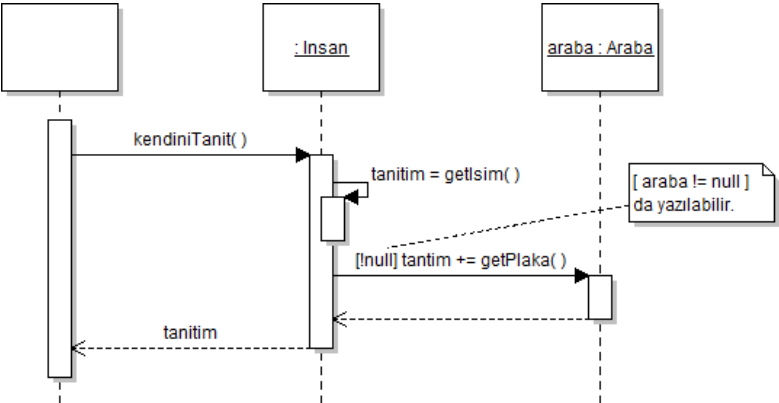 : Insan
araba : Araba
kendiniTanit( )
tanitim = getIsim( )
[ araba != null ]
da yazılabilir.
[!null] tantim += getPlaka( )
tanitim